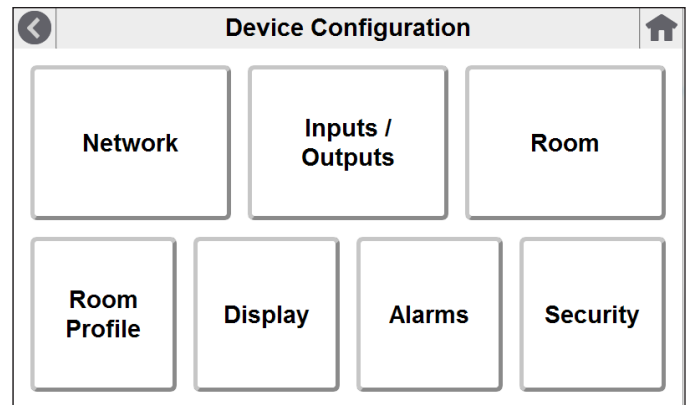 Device Configuration
Network
Inputs /
Outputs
Room
Room
Profile
Display
Alarms
Security